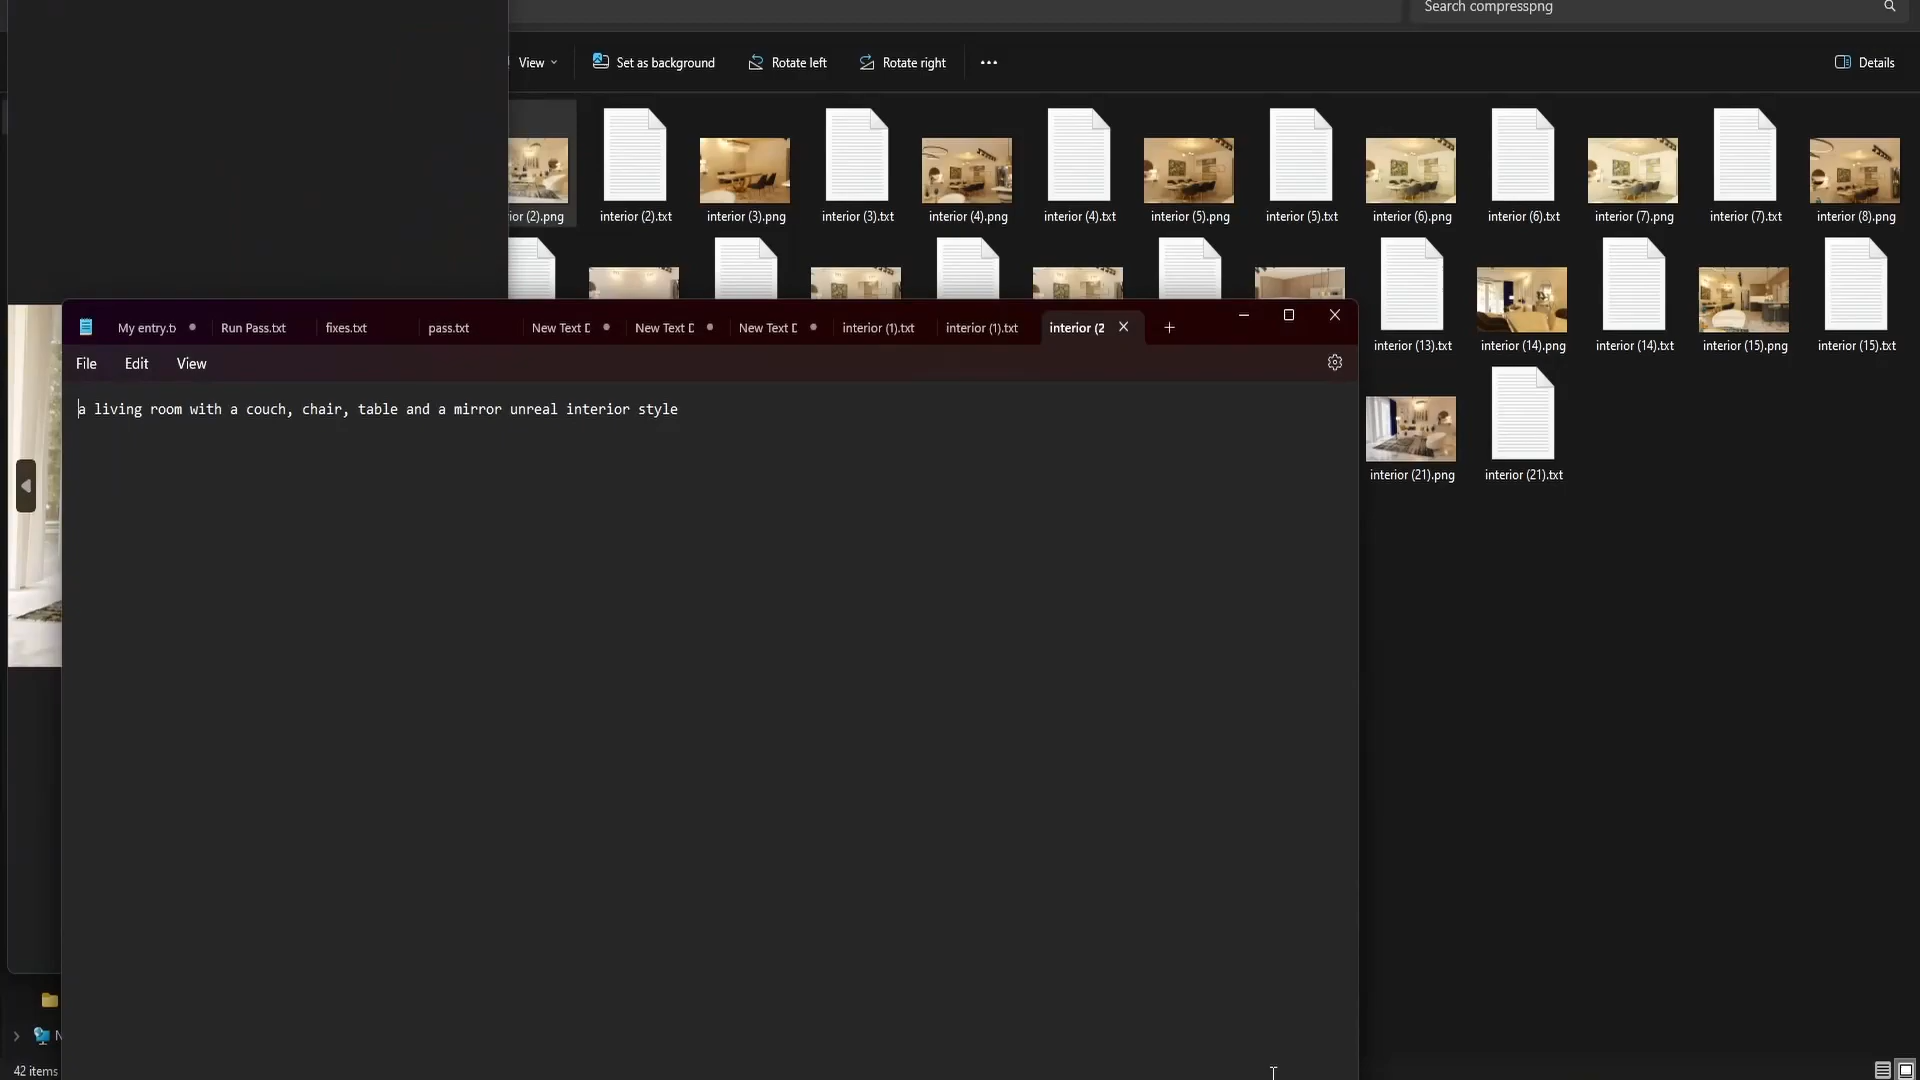 Search compresspng
View
Set as background
Rotate left
Rotate right
Details
ior (2).png
interior (2).txt
interior (3).png
interior (3).txt
interior (4).png
interior (4).txt
interior (5).png
interior (5).txt
interior (6).png
interior (6).txt
interior (7).png
interior (7).txt
interior (8).png
My entry.b
Run Pass.txt
fixes.txt
pass.txt
New Text D
New Text D
New Text D
interior (1).txt
interior (1).txt
interior (2
interior (13).txt
interior (14).png
interior (14).txt
interior (15).png
interior (15).txt
File
Edit
View
a living room with a couch, chair, table and a mirror unreal interior style
interior (21).png
interior (21).txt
N
42 items